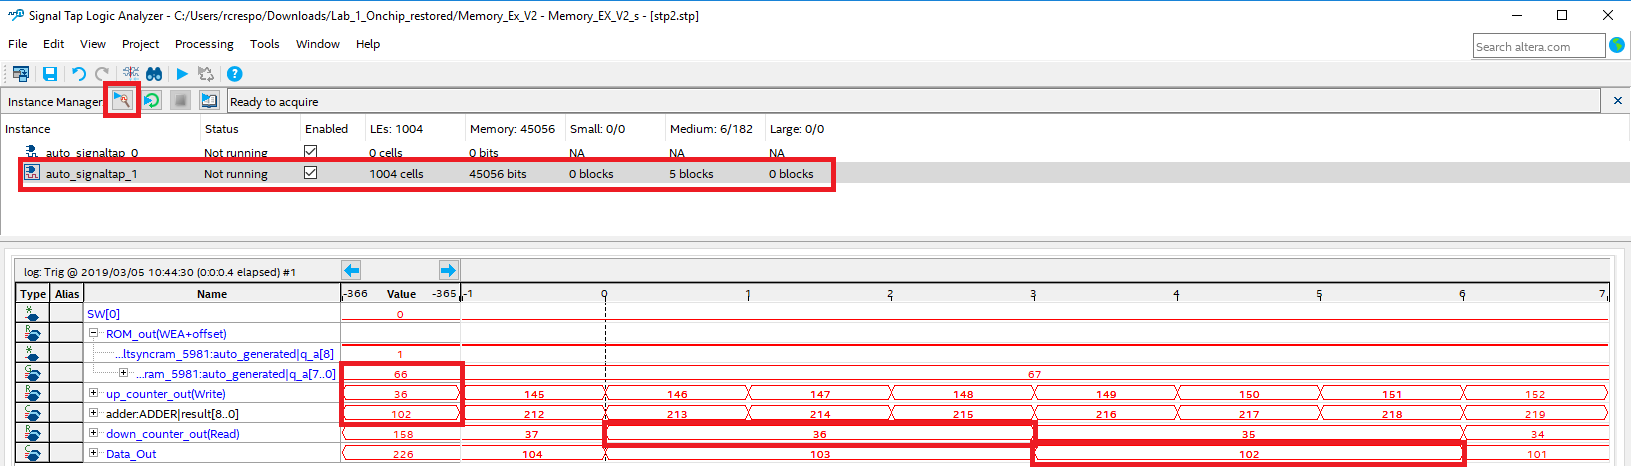 Signal Tap Logic Analyzer - C:/Users/rcrespo/Downloads/Lab_1_Onchip_restored/Memory_Ex_V2 - Memory_EX_V2_s - [stp2.stp]
File Edit View Project Processing Tools Window Help
Search altera.com
Instance Manager: Ready to acquire
Instance Status Enabled LEs: 1004 Memory: 45056 Small: 0/0 Medium: 6/182 Large: 0/0
auto_signaltap_0 Not running 0 cells 0 bits NA NA NA
auto_signaltap_1 Not running 1004 cells 45056 bits 0 blocks 5 blocks 0 blocks
log: Trig @ 2019/03/05 10:44:30 (0:0:0.4 elapsed) #1
Type Alias Name -366 Value -365 -1 0 1 2 3 4 5 6 7
SW[0] 0
ROM_out(WEA+offset)
...ltsyncram_5981:auto_generated|q_a[8] 1
...ram_5981:auto_generated|q_a[7..0] 66 67
up_counter_out(Write) 36 145 146 147 148 149 150 151 152
adder:ADDER|result[8..0] 102 212 213 214 215 216 217 218 219
down_counter_out(Read) 158 37 36 35 34
Data_Out 226 104 103 102 101